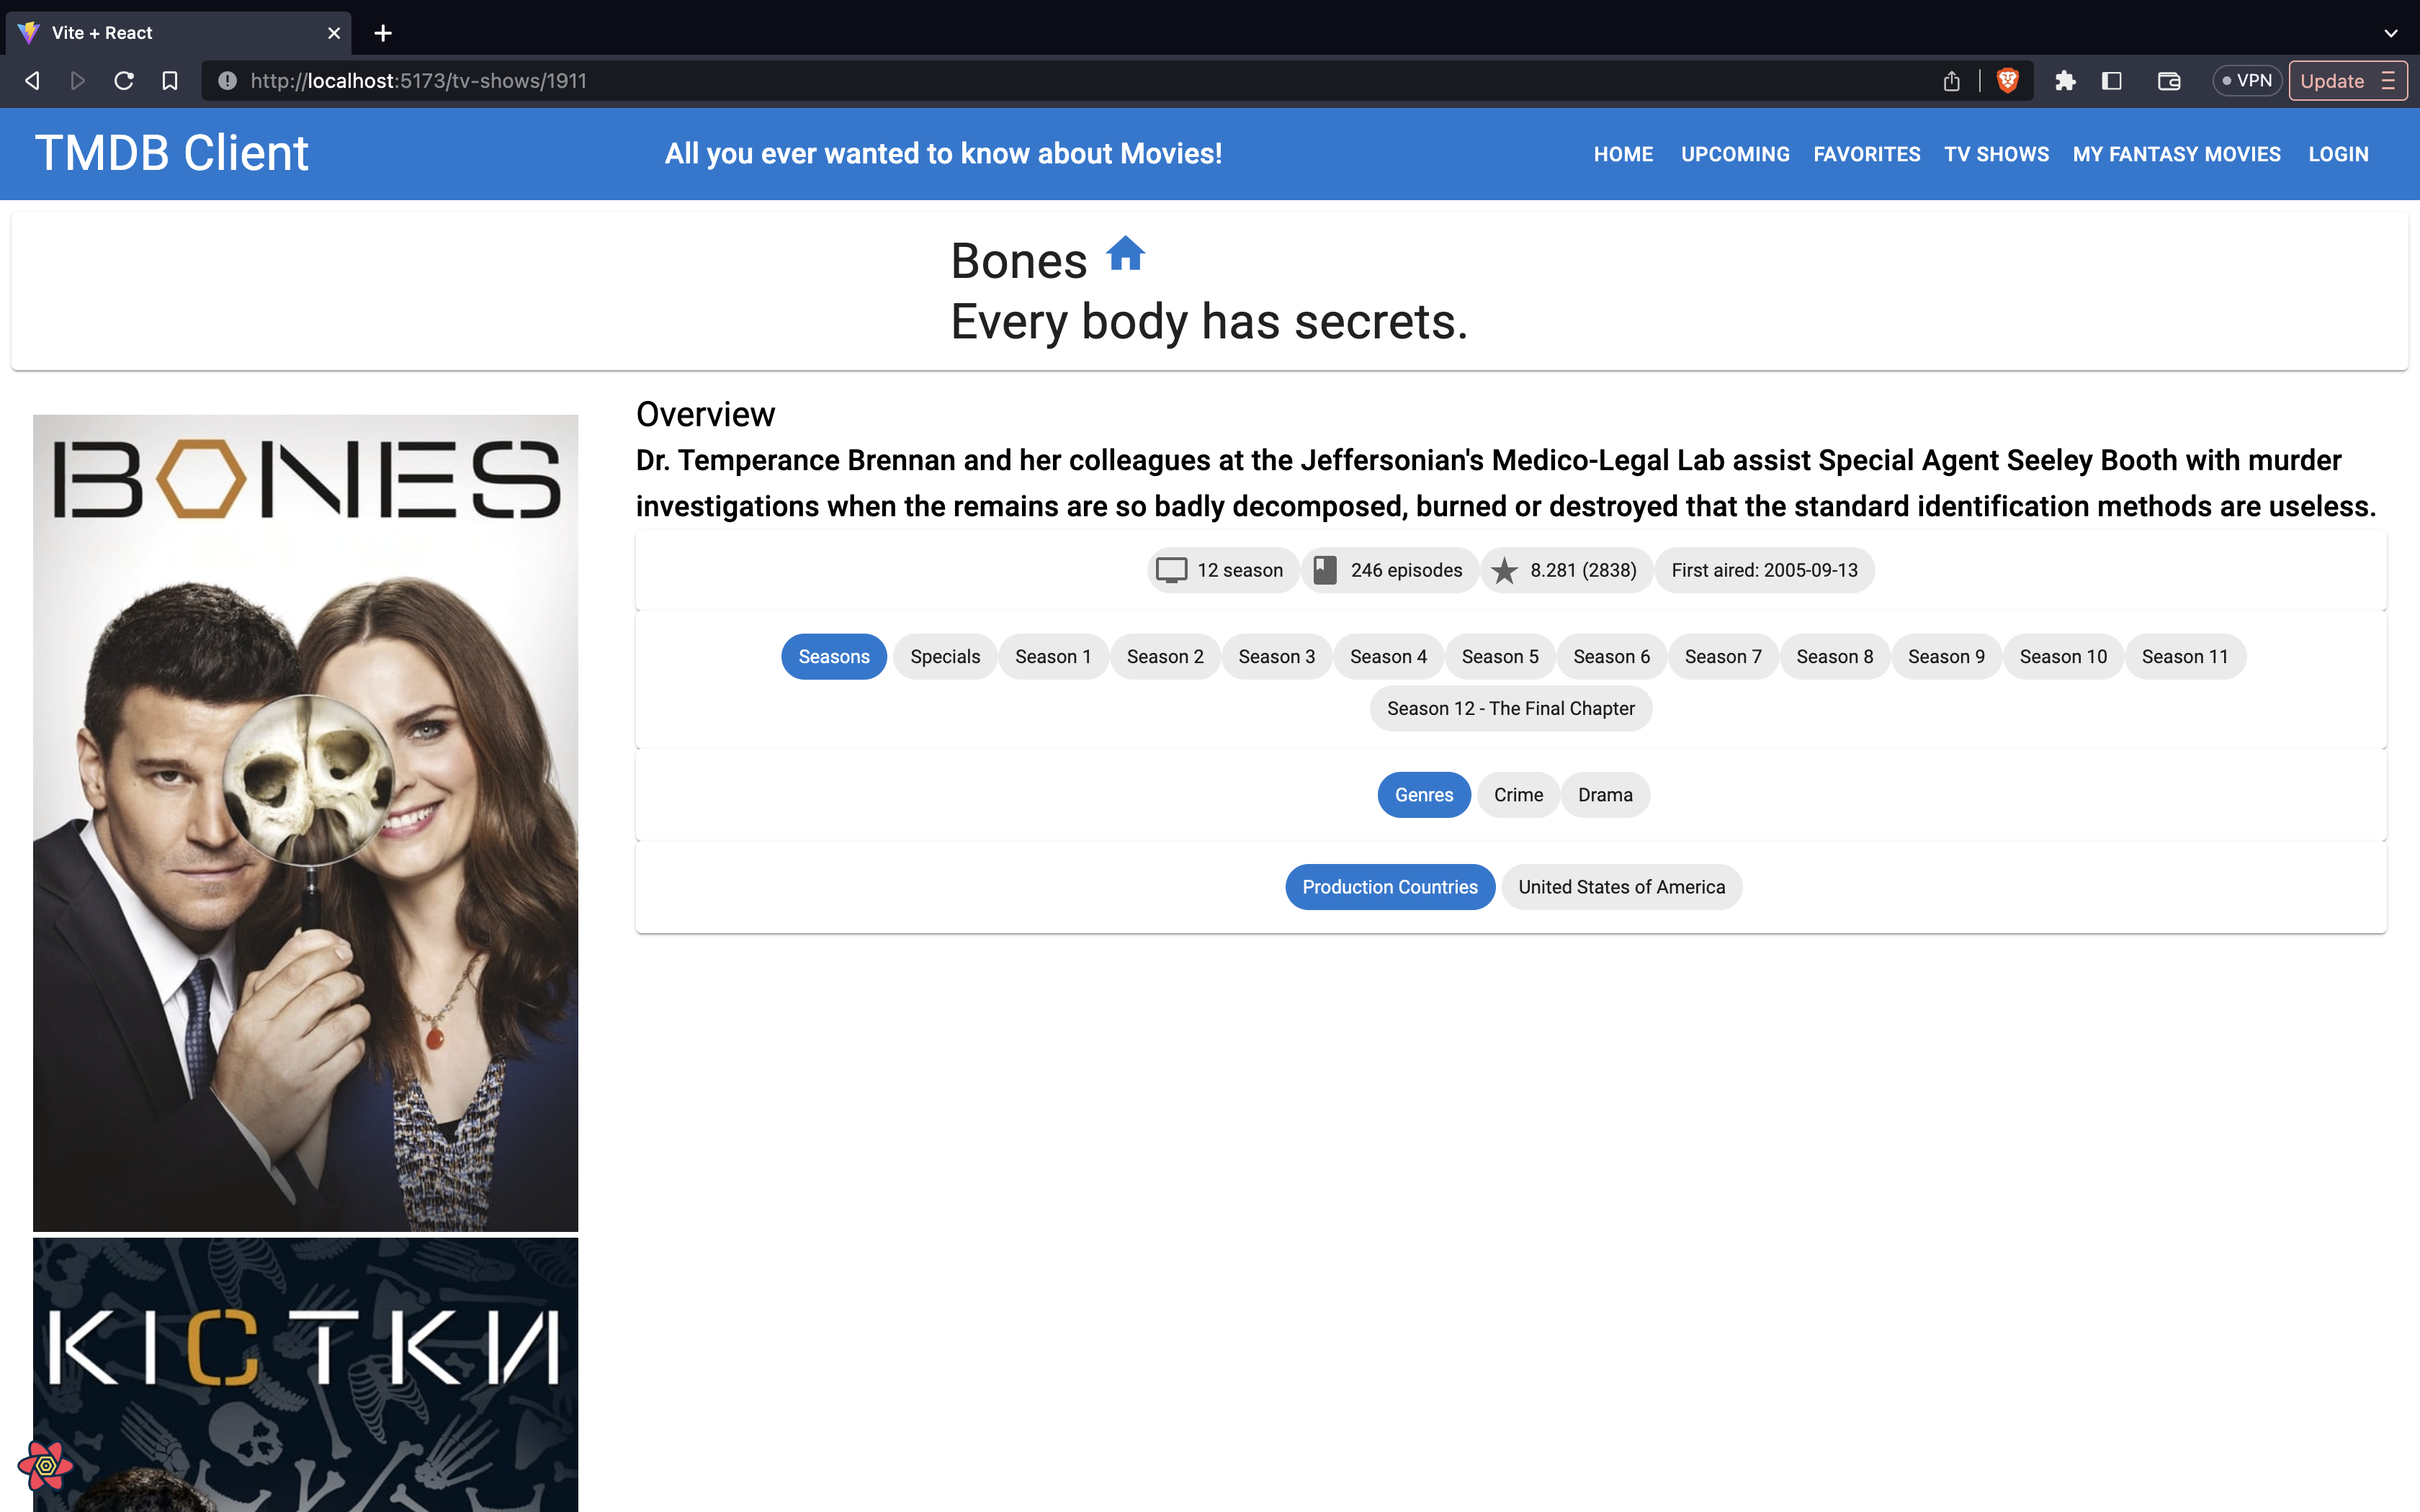 Vite + React
http://localhost:5173/tv-shows/1911
VPN
Update
TMDB Client
All you ever wanted to know about Movies!
HOME UPCOMING FAVORITES TV SHOWS MY FANTASY MOVIES LOGIN
Bones
Every body has secrets.
BONES
КІСТКИ
Overview
Dr. Temperance Brennan and her colleagues at the Jeffersonian's Medico-Legal Lab assist Special Agent Seeley Booth with murder
investigations when the remains are so badly decomposed, burned or destroyed that the standard identification methods are useless.
12 season 246 episodes 8.281 (2838) First aired: 2005-09-13
Seasons Specials Season 1 Season 2 Season 3 Season 4 Season 5 Season 6 Season 7 Season 8 Season 9 Season 10 Season 11
Season 12 - The Final Chapter
Genres Crime Drama
Production Countries United States of America